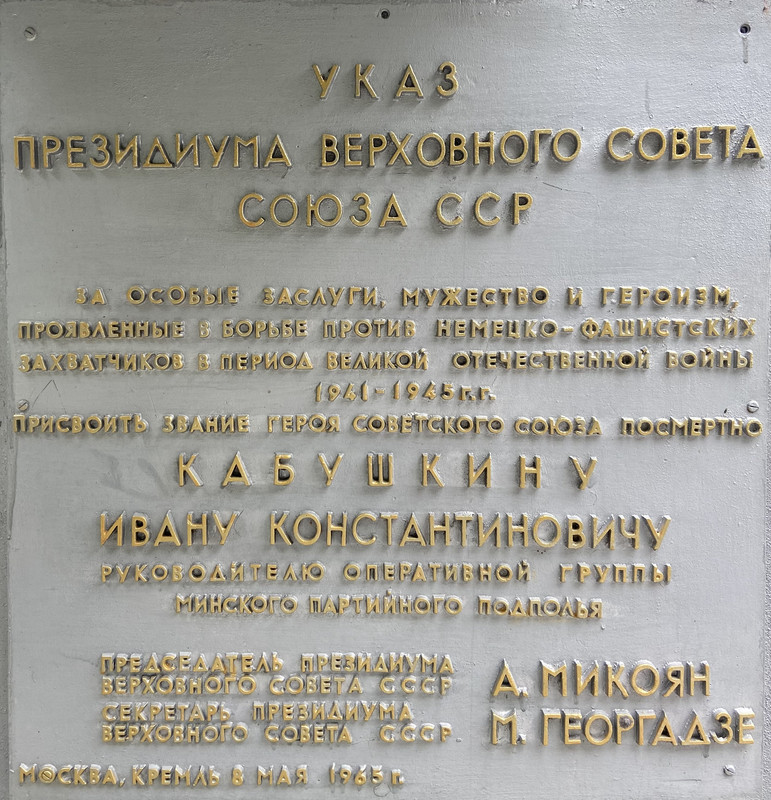 УКАЗ
ПРЕЗИДИУМА ВЕРХОВНОГО СОВЕТА
СОЮЗА ССР
ЗА ОСОБЫЕ ЗАСЛУГИ, МУЖЕСТВО И ГЕРОИЗМ,
ПРОЯВЛЕННЫЕ В БОРЬБЕ ПРОТИВ НЕМЕЦКО-ФАШИСТСКИХ
ЗАХВАТЧИКОВ В ПЕРИОД ВЕЛИКОЙ ОТЕЧЕСТВЕННОЙ ВОЙНЫ
1941-1945 г.г.
ПРИСВОИТЬ ЗВАНИЕ ГЕРОЯ СОВЕТСКОГО СОЮЗА ПОСМЕРТНО
КАБУШКИНУ
ИВАНУ КОНСТАНТИНОВИЧУ
РУКОВОДИТЕЛЮ ОПЕРАТИВНОЙ ГРУППЫ
МИНСКОГО ПАРТИЙНОГО ПОДПОЛЬЯ
ПРЕДСЕДАТЕЛЬ ПРЕЗИДИУМА
ВЕРХОВНОГО СОВЕТА СССР А. МИКОЯН
СЕКРЕТАРЬ ПРЕЗИДИУМА
ВЕРХОВНОГО СОВЕТА СССР М. ГЕОРГАДЗЕ
МОСКВА, КРЕМЛЬ 8 МАЯ 1965 г.